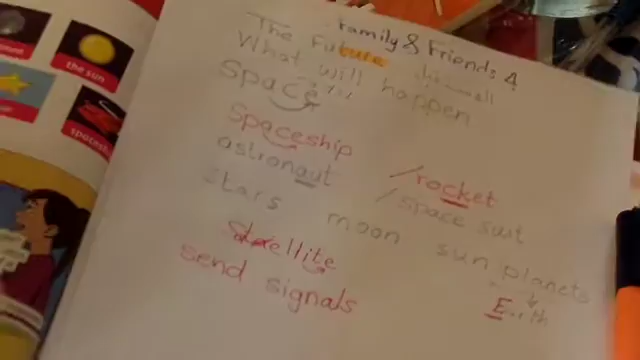 Family & Friends 4
The Future
What will happen
Space
Spaceship
astronaut / rocket
Stars / space suit
moon sun planets
Satellite Earth
send signals
the sun